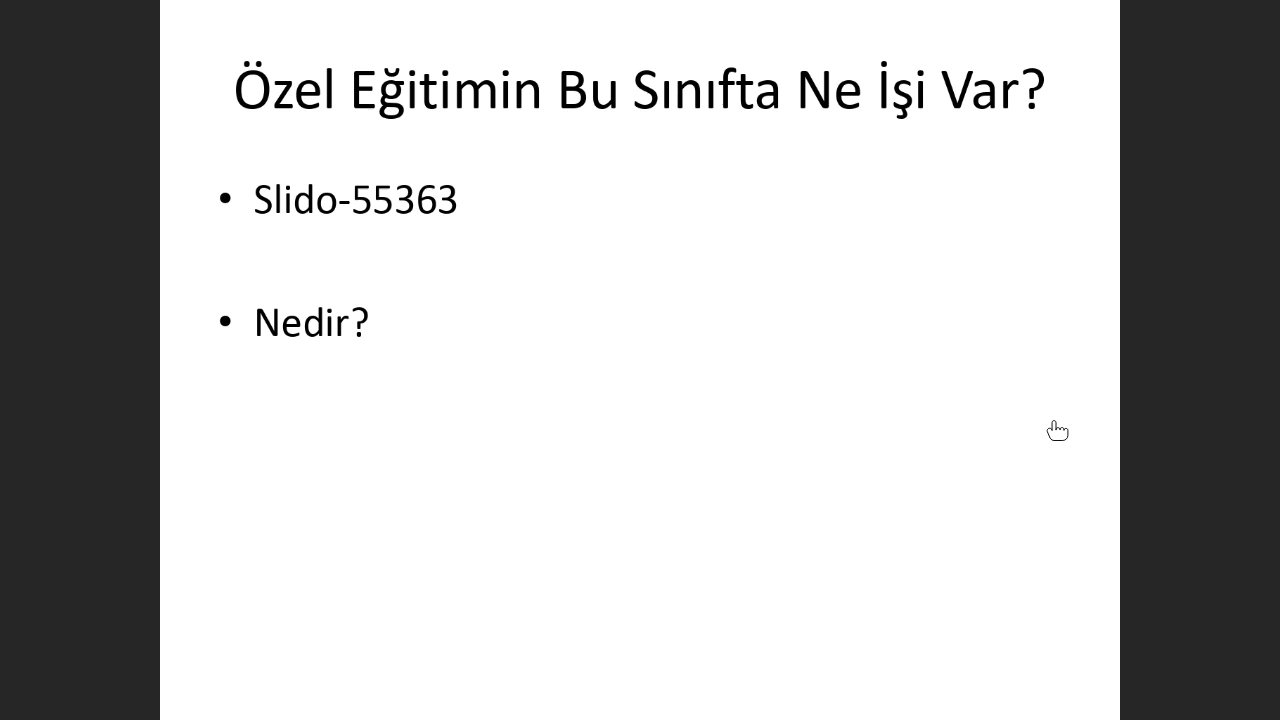 Özel Eğitimin Bu Sınıfta Ne İşi Var?
• Slido-55363
• Nedir?